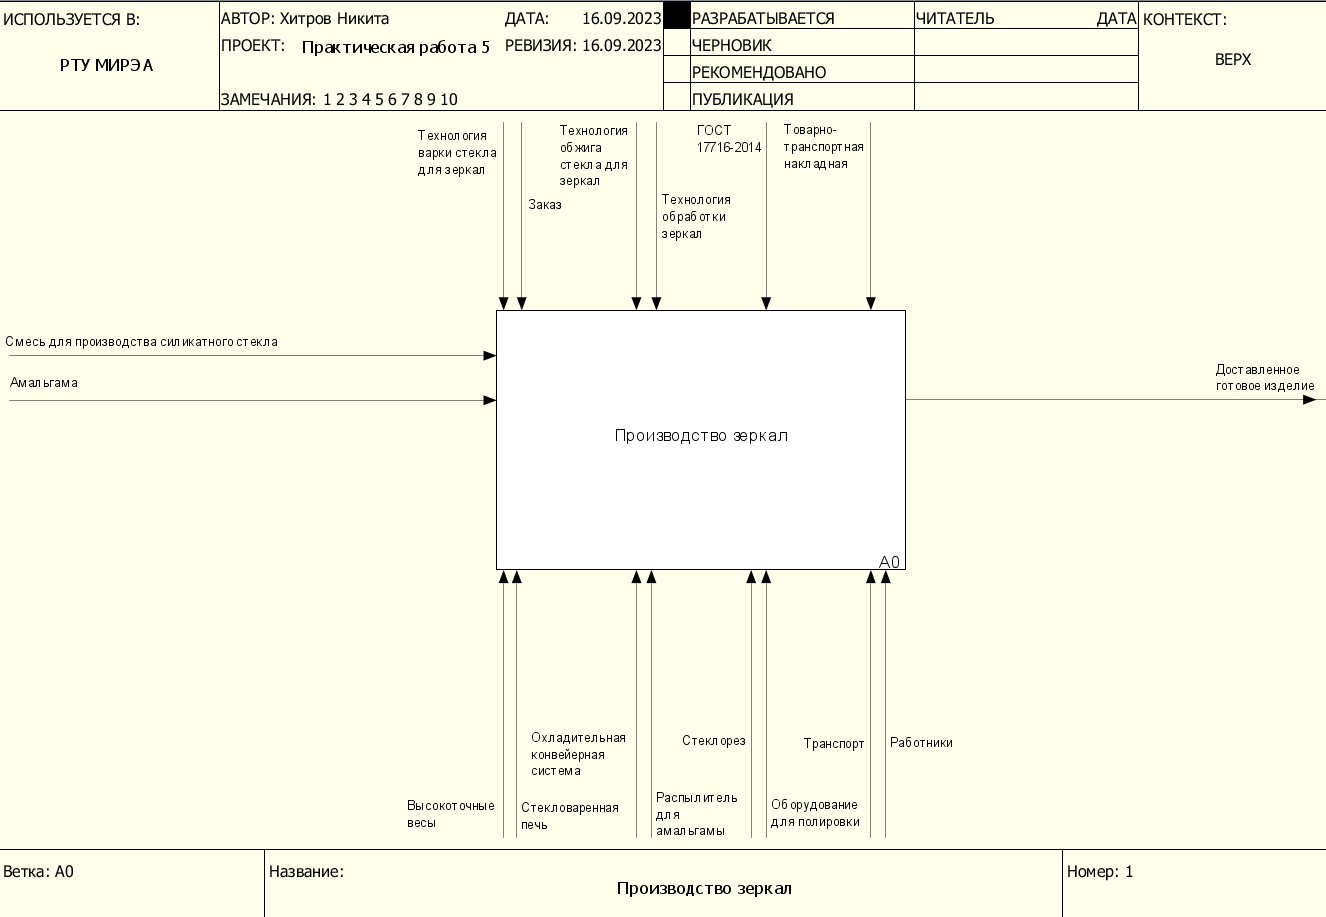 ИСПОЛЬЗУЕТСЯ В:
РТУ МИРЭА
АВТОР: Хитров Никита
ДАТА: 16.09.2023
ПРОЕКТ: Практическая работа 5
РЕВИЗИЯ: 16.09.2023
ЗАМЕЧАНИЯ: 1 2 3 4 5 6 7 8 9 10
РАЗРАБАТЫВАЕТСЯ
ЧЕРНОВИК
РЕКОМЕНДОВАНО
ПУБЛИКАЦИЯ
ЧИТАТЕЛЬ ДАТА
КОНТЕКСТ:
ВЕРХ
Технология
варки стекла
для зеркал
Заказ
Технология
обжига
стекла для
зеркал
Технология
обработки
зеркал
ГОСТ
17716-2014
Товарно-
транспортная
накладная
Смесь для производства силикатного стекла
Амальгама
Производство зеркал
A0
Доставленное
готовое изделие
Высокоточные
весы
Стекловаренная
печь
Охладительная
конвейерная
система
Распылитель
для
амальгамы
Стеклорез
Оборудование
для полировки
Транспорт
Работники
Ветка: A0
Название:
Производство зеркал
Номер: 1